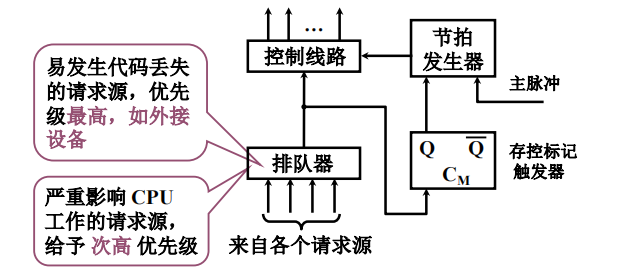 …
控制线路
节拍
发生器
主脉冲
易发生代码丢失
的请求源，优先
级最高，如外接
设备
排队器
Q Q̅
C_M
存控标记
触发器
严重影响 CPU
工作的请求源，
给予 次高 优先级
来自各个请求源